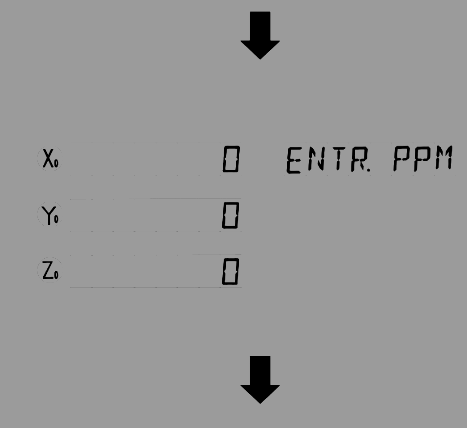 X₀ 0 ENTR. PPM
Y₀ 0
Z₀ 0